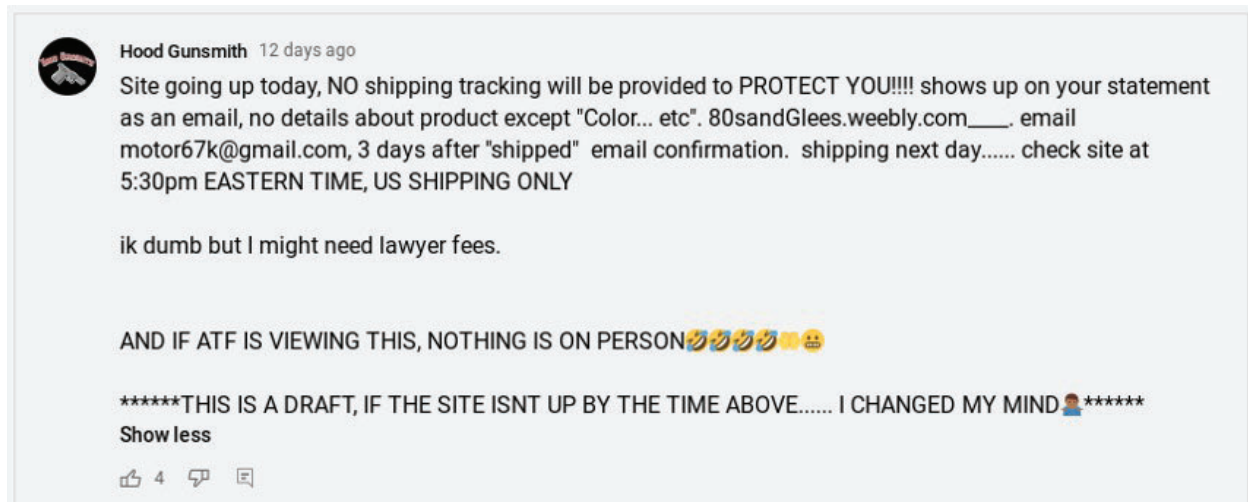 Hood Gunsmith 12 days ago
Site going up today, NO shipping tracking will be provided to PROTECT YOU!!!! shows up on your statement
as an email, no details about product except "Color... etc". 80sandGlees.weebly.com____. email
motor67k@gmail.com, 3 days after "shipped"  email confirmation.  shipping next day...... check site at
5:30pm EASTERN TIME, US SHIPPING ONLY
ik dumb but I might need lawyer fees.
AND IF ATF IS VIEWING THIS, NOTHING IS ON PERSON🤣🤣🤣🤣🤲😬
******THIS IS A DRAFT, IF THE SITE ISNT UP BY THE TIME ABOVE...... I CHANGED MY MIND🤷🏾‍♂️******
Show less
4